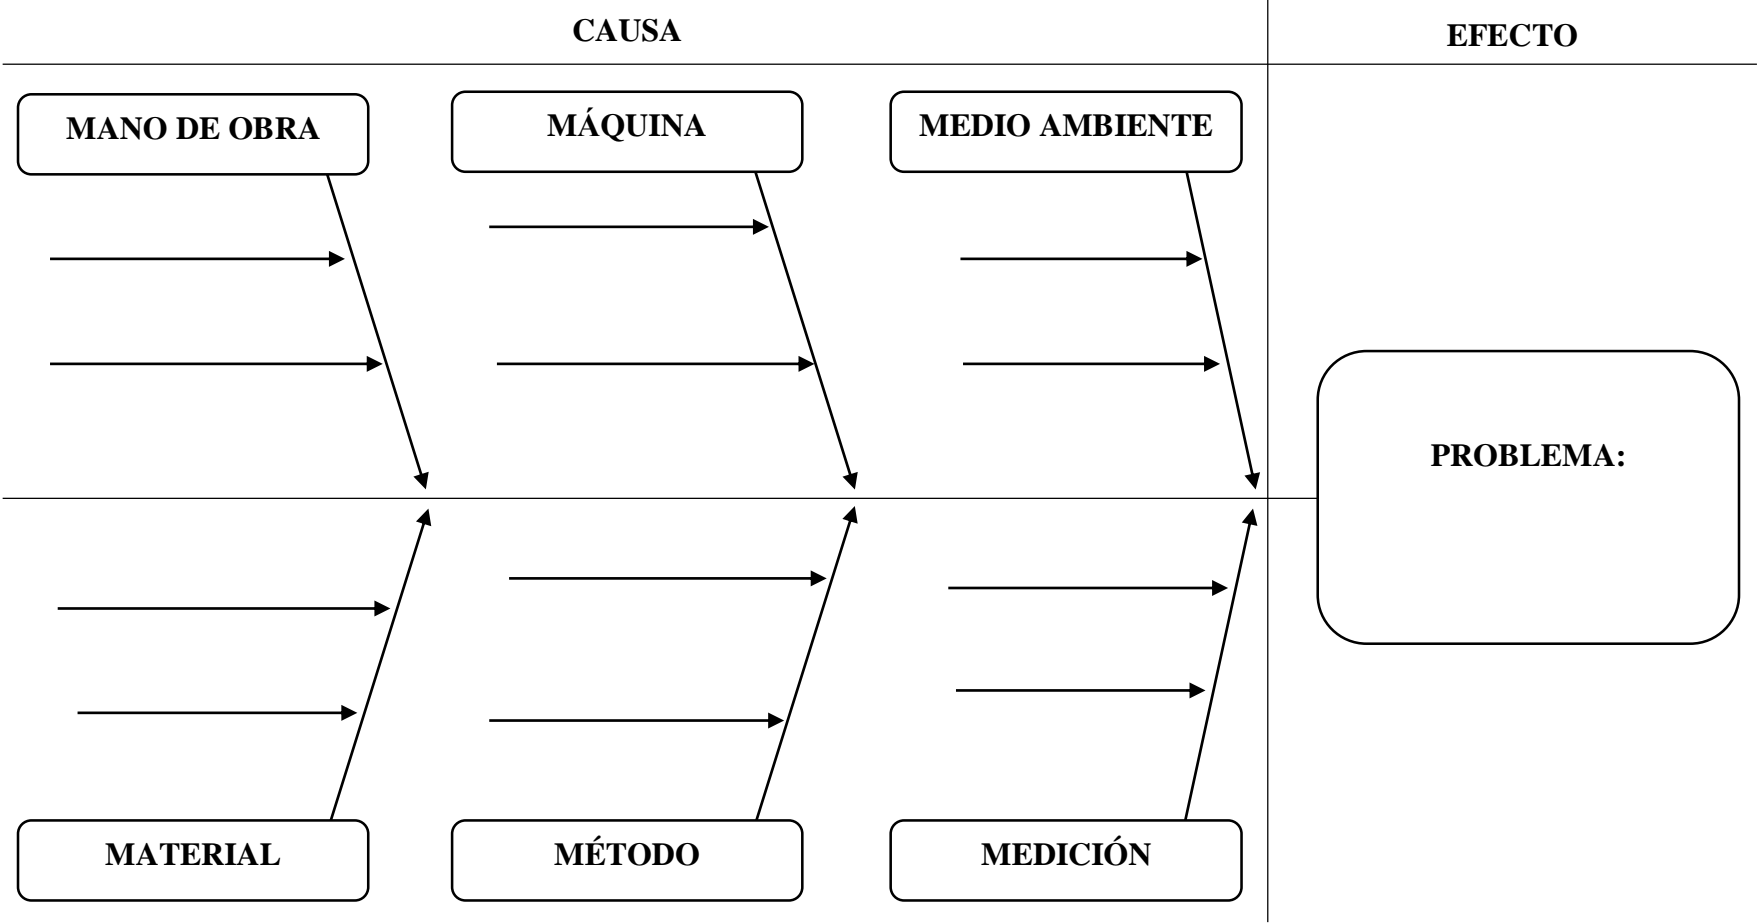 CAUSA
EFECTO
MANO DE OBRA
MÁQUINA
MEDIO AMBIENTE
PROBLEMA:
MATERIAL
MÉTODO
MEDICIÓN